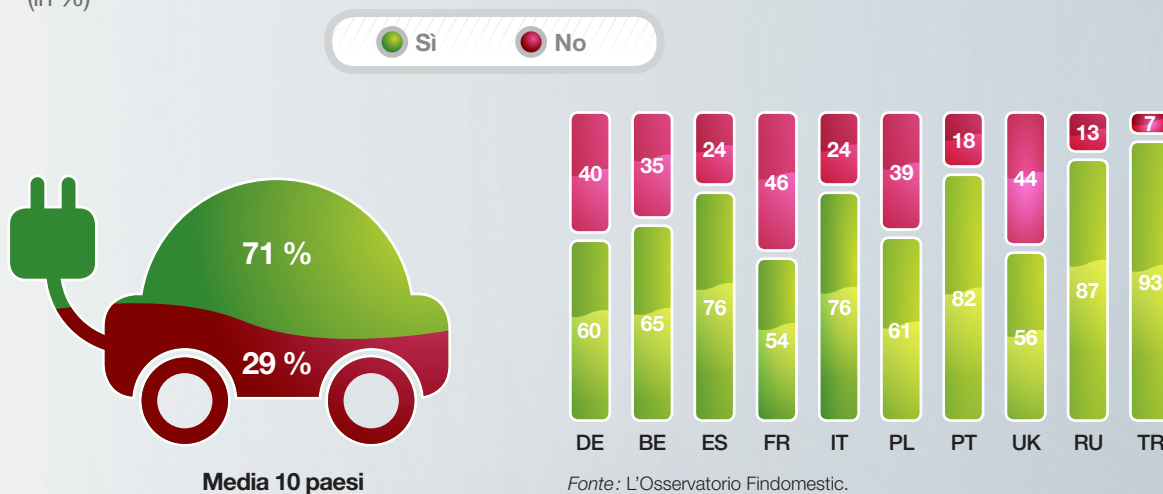 (in %)
Sì No
40 35 24 46 24 39 18 44 13 7
71 %
29 %
60 65 76 54 76 61 82 56 87 93
DE BE ES FR IT PL PT UK RU TR
Media 10 paesi
Fonte: L'Osservatorio Findomestic.